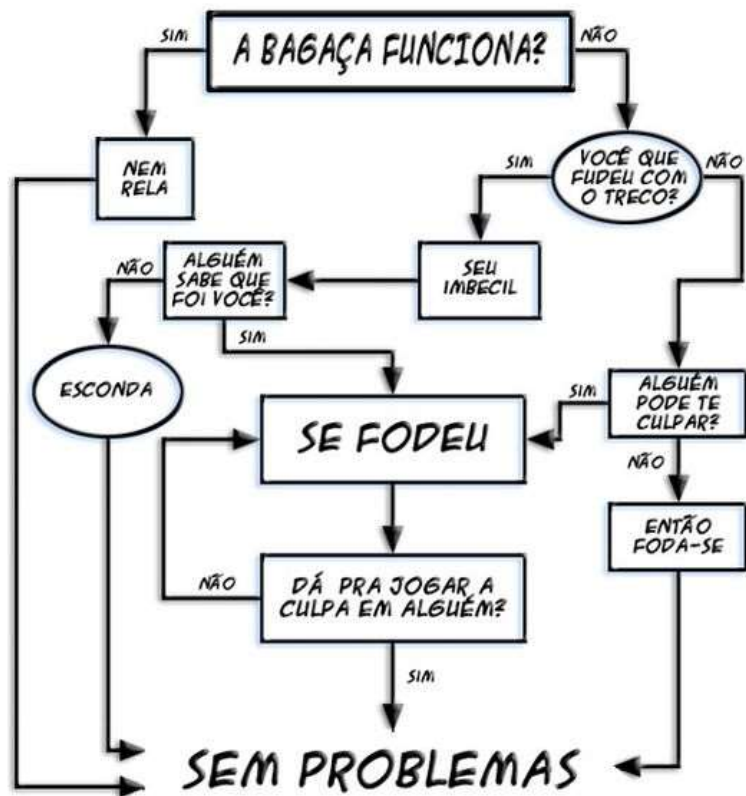 SIM
A BAGAÇA FUNCIONA?
NÃO
NEM
RELA
SIM
VOCÊ QUE
FUDEU COM
O TRECO?
NÃO
SEU
IMBECIL
NÃO
ALGUÉM
SABE QUE
FOI VOCÊ?
SIM
ESCONDA
SE FODEU
SIM
ALGUÉM
PODE TE
CULPAR?
NÃO
ENTÃO
FODA-SE
NÃO
DÁ PRA JOGAR A
CULPA EM ALGUÉM?
SIM
SEM PROBLEMAS